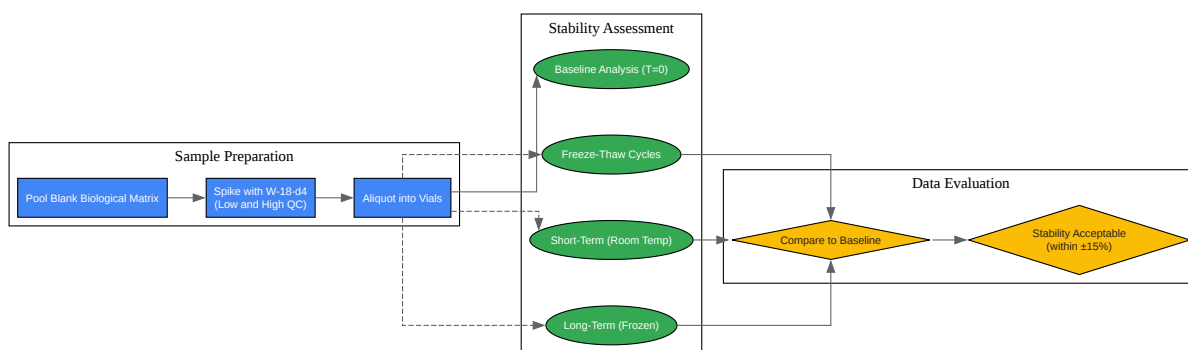 Sample Preparation
Pool Blank Biological Matrix
Spike with W-18-d4
(Low and High QC)
Aliquot into Vials
Stability Assessment
Baseline Analysis (T=0)
Freeze-Thaw Cycles
Short-Term (Room Temp)
Long-Term (Frozen)
Data Evaluation
Compare to Baseline
Stability Acceptable
(within ±15%)